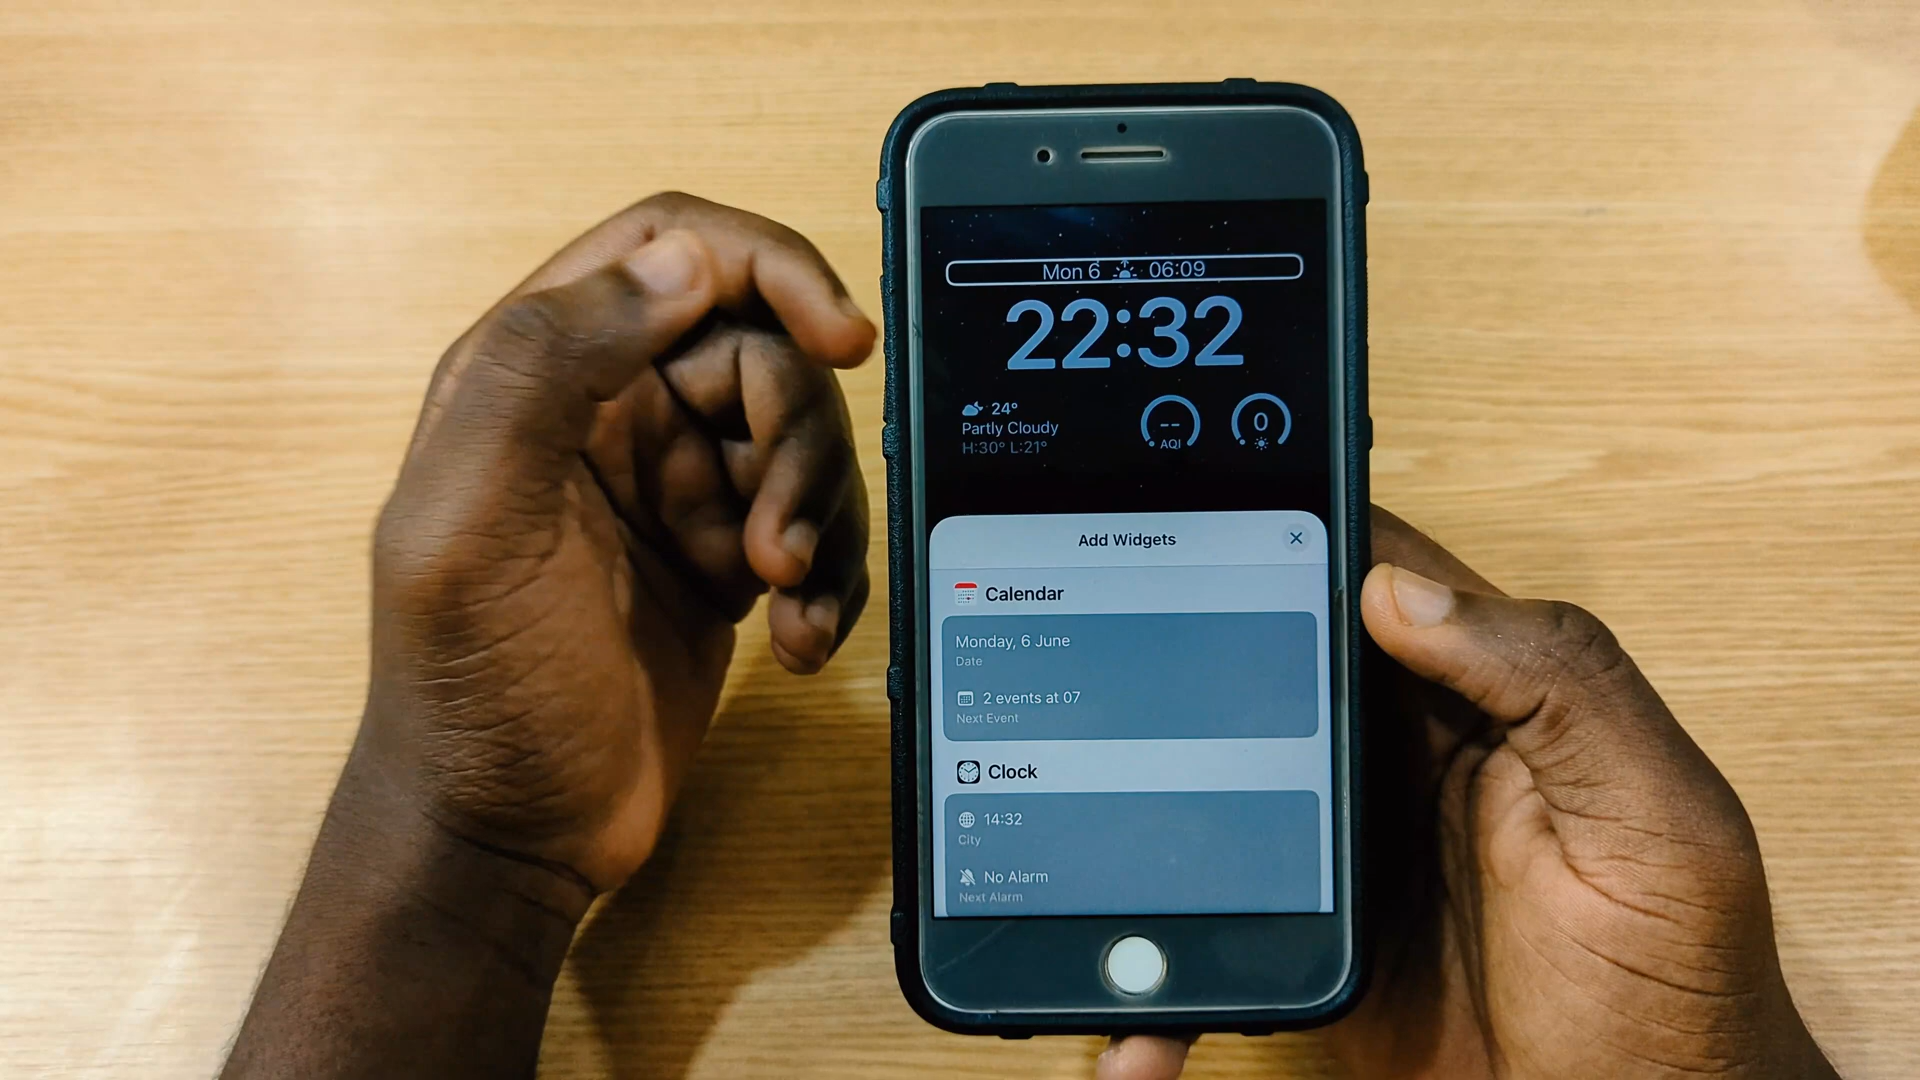 Mon 6 06:09
22:32
24°
Partly Cloudy
H:30° L:21°
--
AQI
0
Add Widgets
Calendar
Monday, 6 June
Date
2 events at 07
Next Event
Clock
14:32
City
No Alarm
Next Alarm